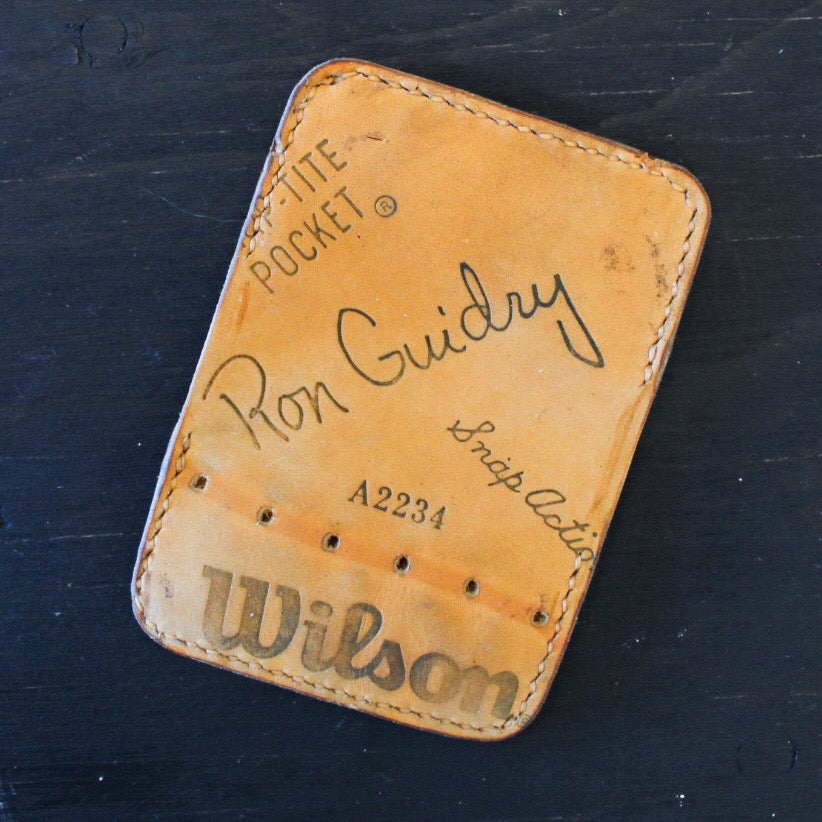 -TITE
POCKET ®
Ron Guidry
Snap Actio
A2234
Wilson